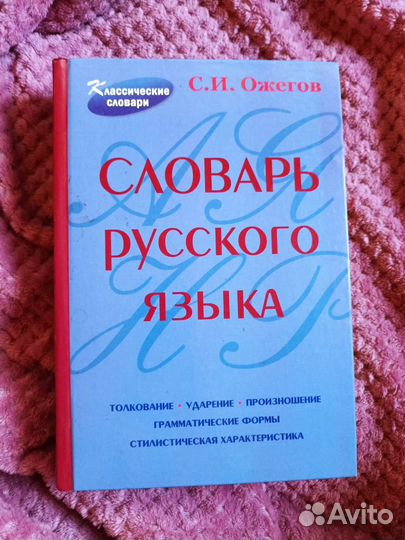 Классические
словари
С.И. Ожегов
СЛОВАРЬ
РУССКОГО
ЯЗЫКА
ТОЛКОВАНИЕ • УДАРЕНИЕ • ПРОИЗНОШЕНИЕ
ГРАММАТИЧЕСКИЕ ФОРМЫ
СТИЛИСТИЧЕСКАЯ ХАРАКТЕРИСТИКА
А Я
Н Р
Avito